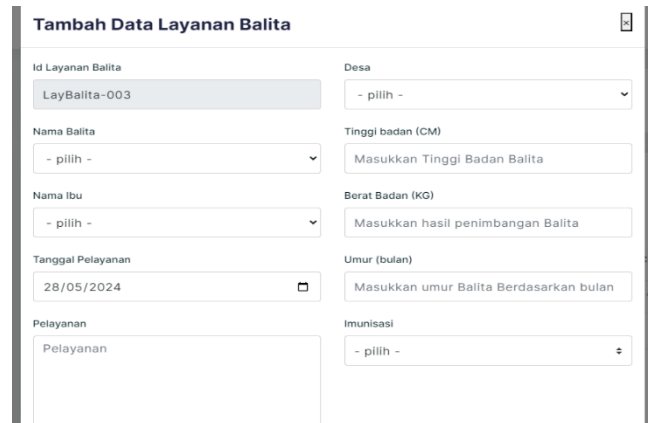 Tambah Data Layanan Balita
×
Id Layanan Balita
LayBalita-003
Desa
- pilih -
Nama Balita
- pilih -
Tinggi badan (CM)
Masukkan Tinggi Badan Balita
Nama Ibu
- pilih -
Berat Badan (KG)
Masukkan hasil penimbangan Balita
Tanggal Pelayanan
28/05/2024
Umur (bulan)
Masukkan umur Balita Berdasarkan bulan
Pelayanan
Pelayanan
Imunisasi
- pilih -